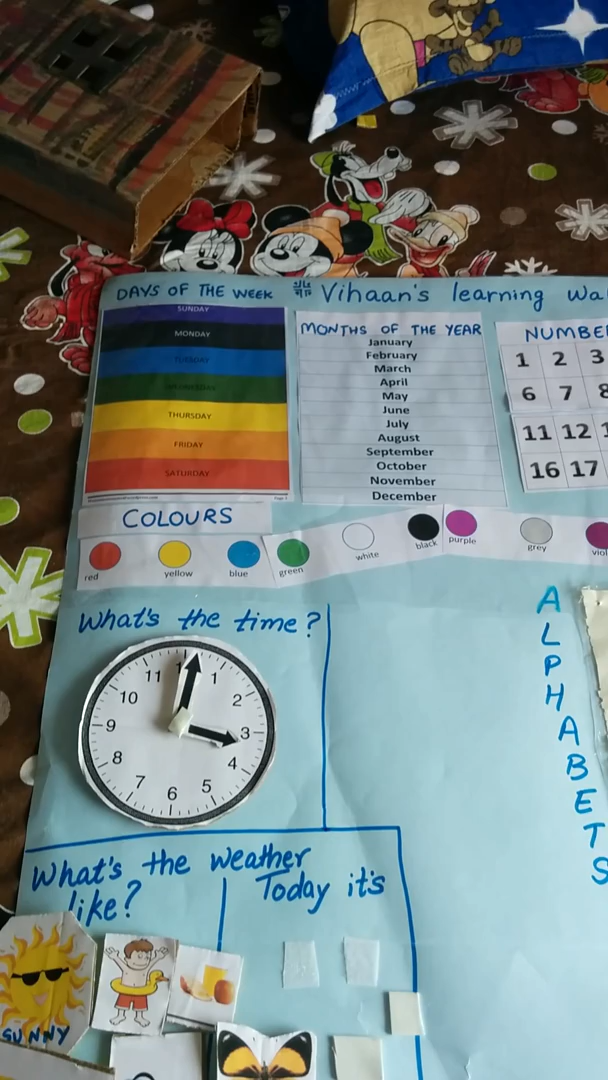 DAYS OF THE WEEK
SUNDAY
MONDAY
TUESDAY
WEDNESDAY
THURSDAY
FRIDAY
SATURDAY
Vihaan's learning
MONTHS OF THE YEAR
January
February
March
April
May
June
July
August
September
October
November
December
1 2 3
6 7 8
11 12
16 17
COLOURS
red yellow blue green white black purple grey
What's the time?
11 1
10 2
9 3
8 4
7 6 5
ALPHABETS
What's the weather
like?
Today it's
SUNNY